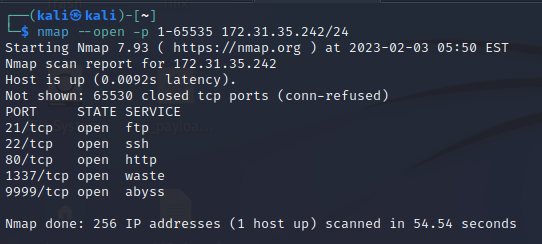 ┌──(kali㉿kali)-[~]
└─$ nmap --open -p 1-65535 172.31.35.242/24
Starting Nmap 7.93 ( https://nmap.org ) at 2023-02-03 05:50 EST
Nmap scan report for 172.31.35.242
Host is up (0.0092s latency).
Not shown: 65530 closed tcp ports (conn-refused)
PORT     STATE SERVICE
21/tcp   open  ftp
22/tcp   open  ssh
80/tcp   open  http
1337/tcp open  waste
9999/tcp open  abyss
Nmap done: 256 IP addresses (1 host up) scanned in 54.54 seconds